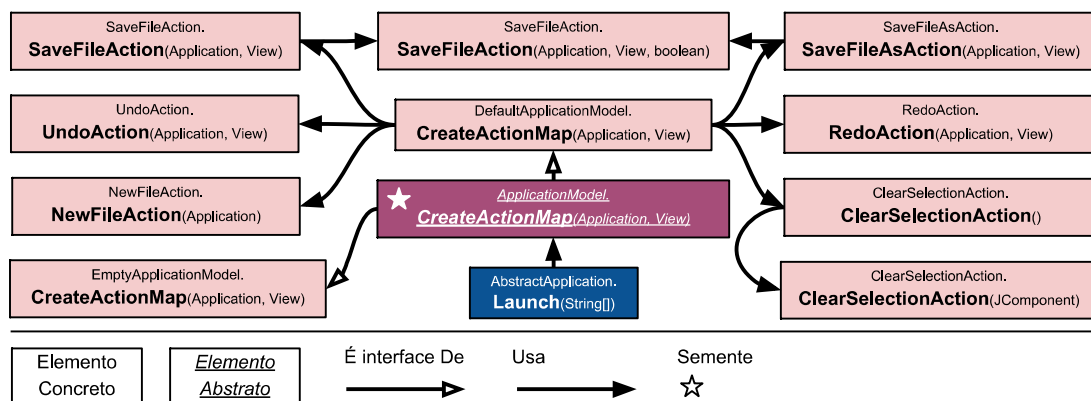 SaveFileAction.
SaveFileAction(Application, View)
SaveFileAction.
SaveFileAction(Application, View, boolean)
SaveFileAsAction.
SaveFileAsAction(Application, View)
UndoAction.
UndoAction(Application, View)
DefaultApplicationModel.
CreateActionMap(Application, View)
RedoAction.
RedoAction(Application, View)
NewFileAction.
NewFileAction(Application)
ApplicationModel.
CreateActionMap(Application, View)
ClearSelectionAction.
ClearSelectionAction()
EmptyApplicationModel.
CreateActionMap(Application, View)
AbstractApplication.
Launch(String[])
ClearSelectionAction.
ClearSelectionAction(JComponent)
Elemento
Concreto
Elemento
Abstrato
É interface De
Usa
Semente